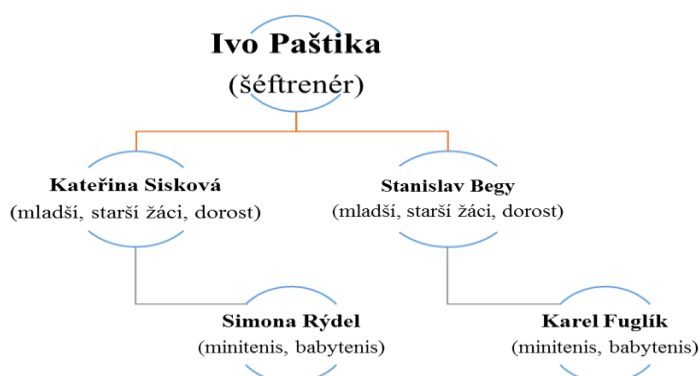 Ivo Paštika
(šéftrenér)
Kateřina Sisková
(mladší, starší žáci, dorost)
Stanislav Begy
(mladší, starší žáci, dorost)
Simona Rýdel
(minitenis, babytenis)
Karel Fuglík
(minitenis, babytenis)